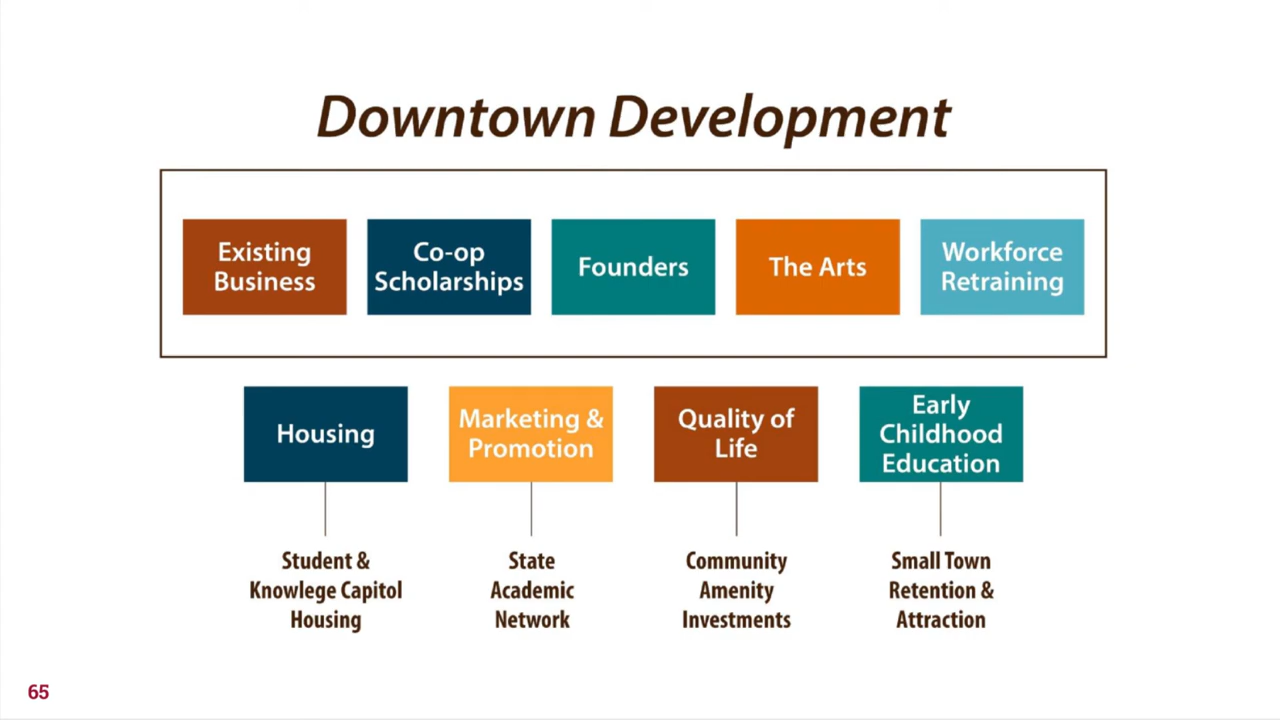 Downtown Development
Existing
Business
Co-op
Scholarships
Founders
The Arts
Workforce
Retraining
Housing
Marketing &
Promotion
Quality of
Life
Early
Childhood
Education
Student &
Knowlege Capitol
Housing
State
Academic
Network
Community
Amenity
Investments
Small Town
Retention &
Attraction
65